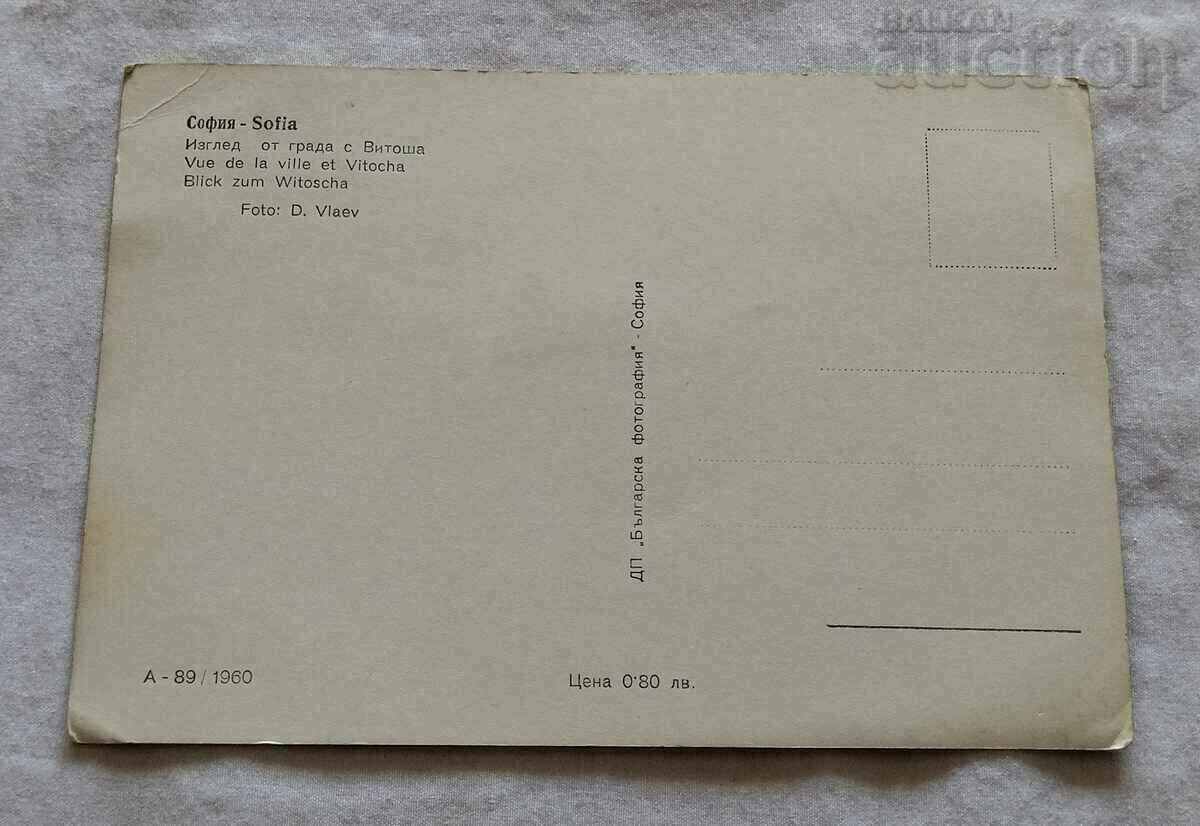 BALKAN
auction
София - Sofia
Изглед от града с Витоша
Vue de la ville et Vitocha
Blick zum Witoscha
Foto: D. Vlaev
ДП „Българска фотография" - София
А - 89 / 1960
Цена 0·80 лв.